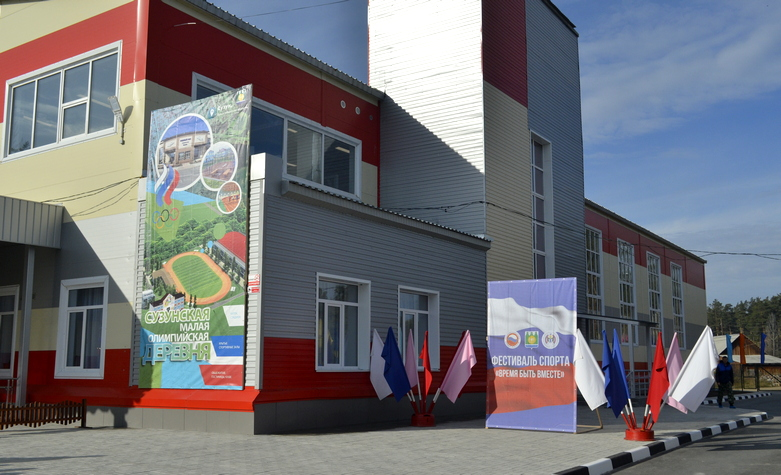 СУЗУНСКАЯ
МАЛАЯ
ОЛИМПИЙСКАЯ
ДЕРЕВНЯ
ФЕСТИВАЛЬ СПОРТА
«ВРЕМЯ БЫТЬ ВМЕСТЕ»